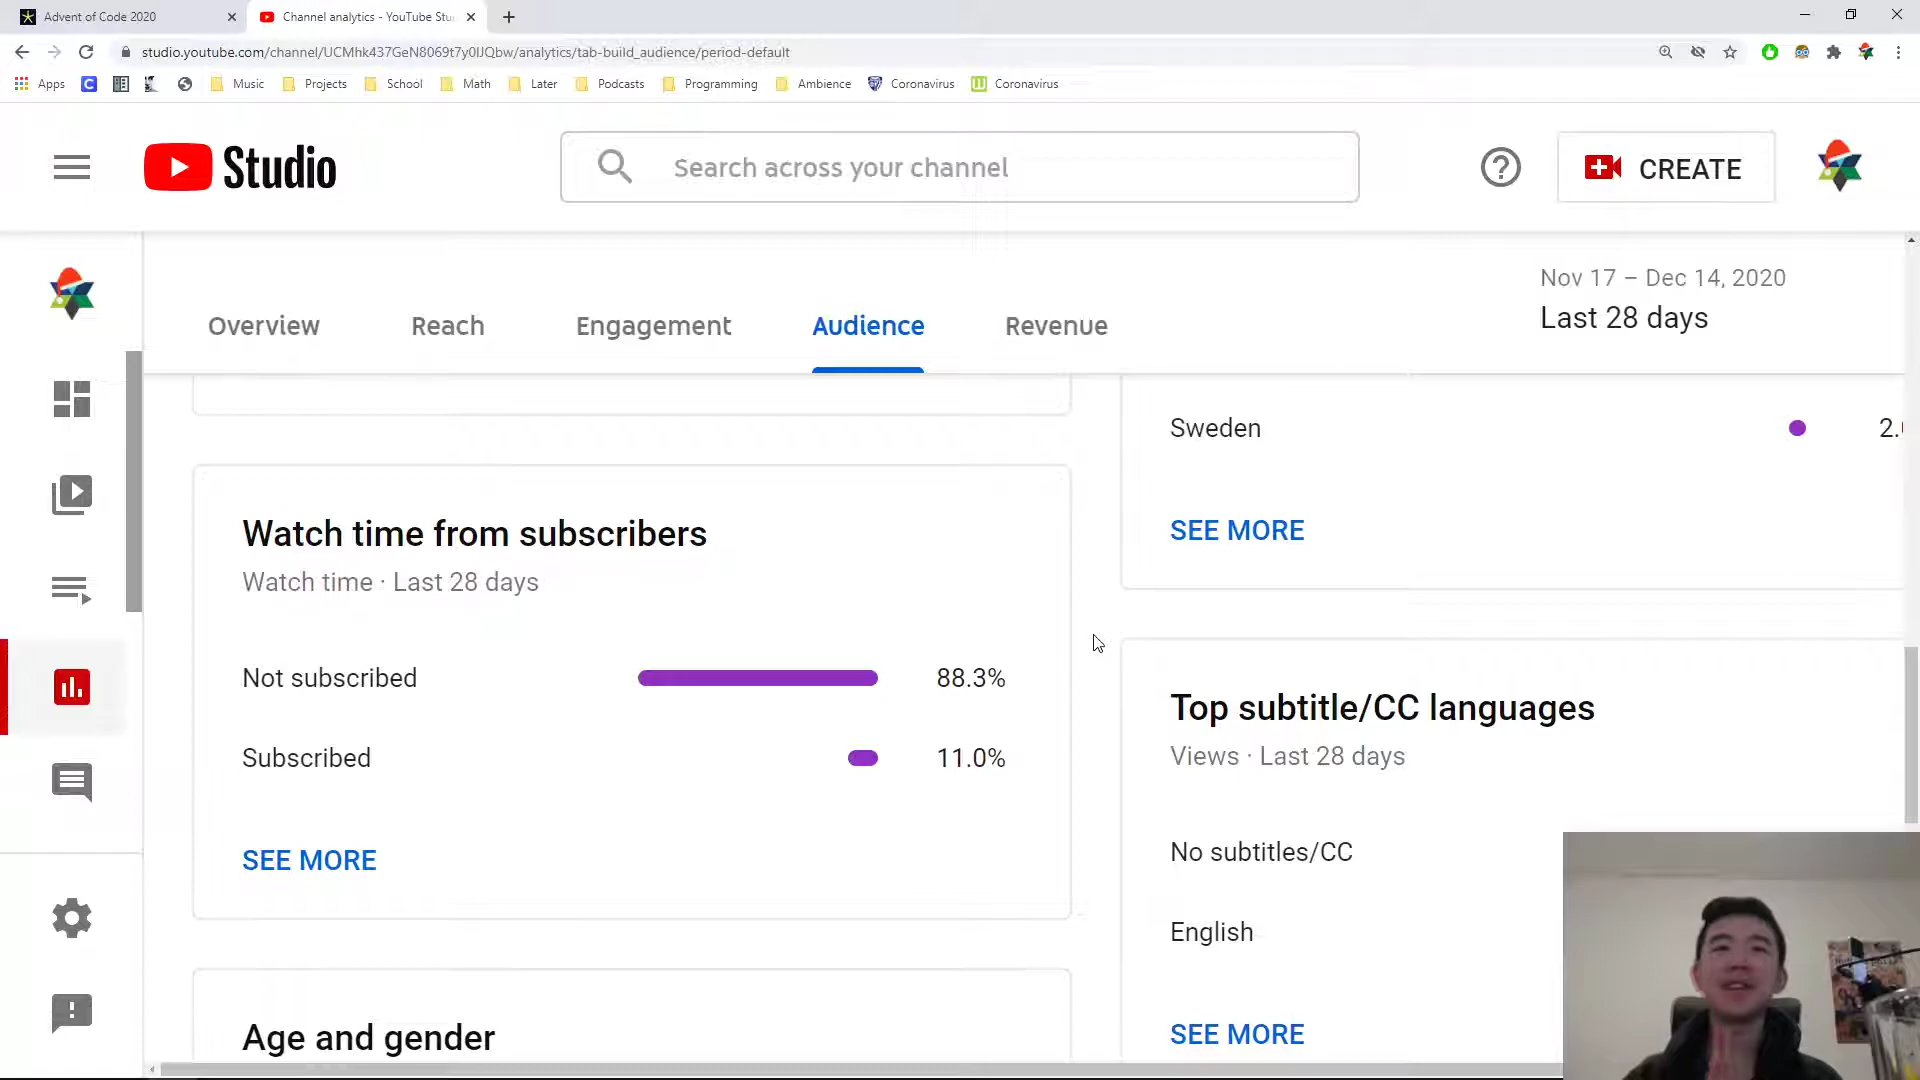 Advent of Code 2020
Channel analytics - YouTube Stu
studio.youtube.com/channel/UCMhk437GeN8069t7y0IJQbw/analytics/tab-build_audience/period-default
Apps
Music
Projects
School
Math
Later
Podcasts
Programming
Ambience
Coronavirus
Coronavirus
Studio
Search across your channel
CREATE
Overview
Reach
Engagement
Audience
Revenue
Nov 17 – Dec 14, 2020
Last 28 days
Sweden
2.
SEE MORE
Watch time from subscribers
Watch time · Last 28 days
Not subscribed 88.3%
Subscribed 11.0%
SEE MORE
Top subtitle/CC languages
Views · Last 28 days
No subtitles/CC
English
SEE MORE
Age and gender